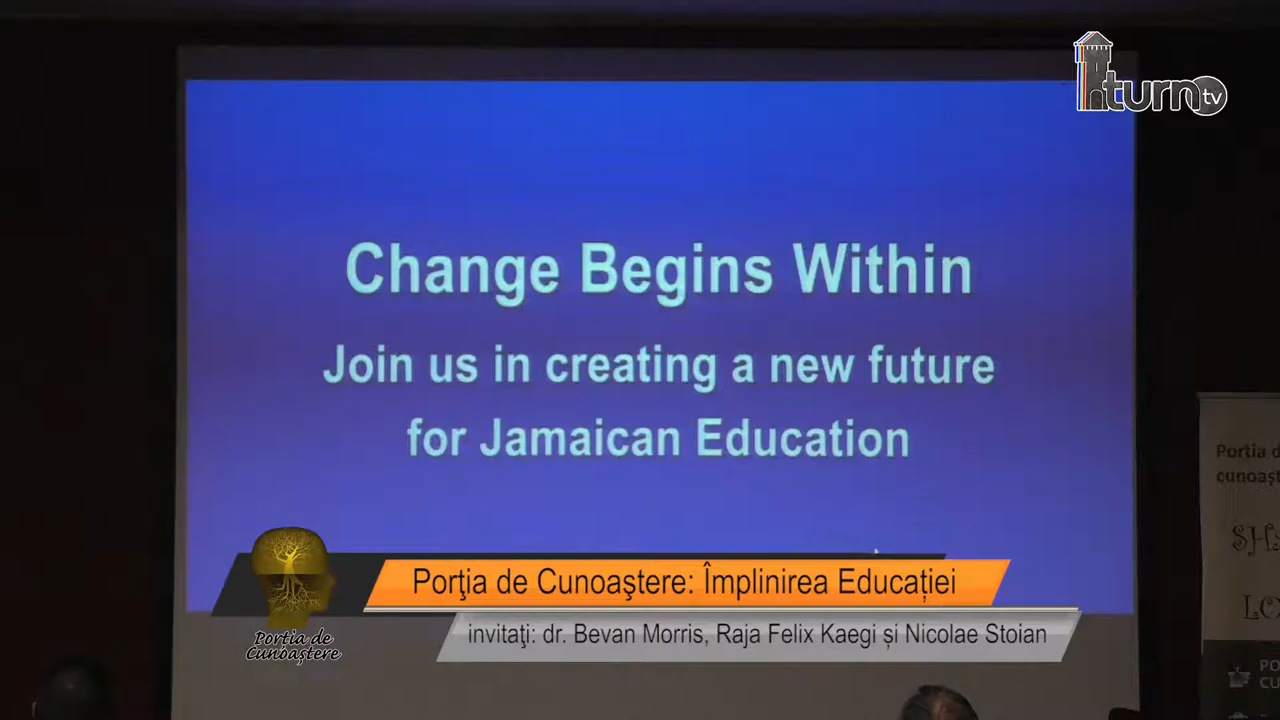 turn tv
Change Begins Within
Join us in creating a new future
for Jamaican Education
Porţia de Cunoaştere: Împlinirea Educației
invitaţi: dr. Bevan Morris, Raja Felix Kaegi și Nicolae Stoian
Porţia de
Cunoaştere